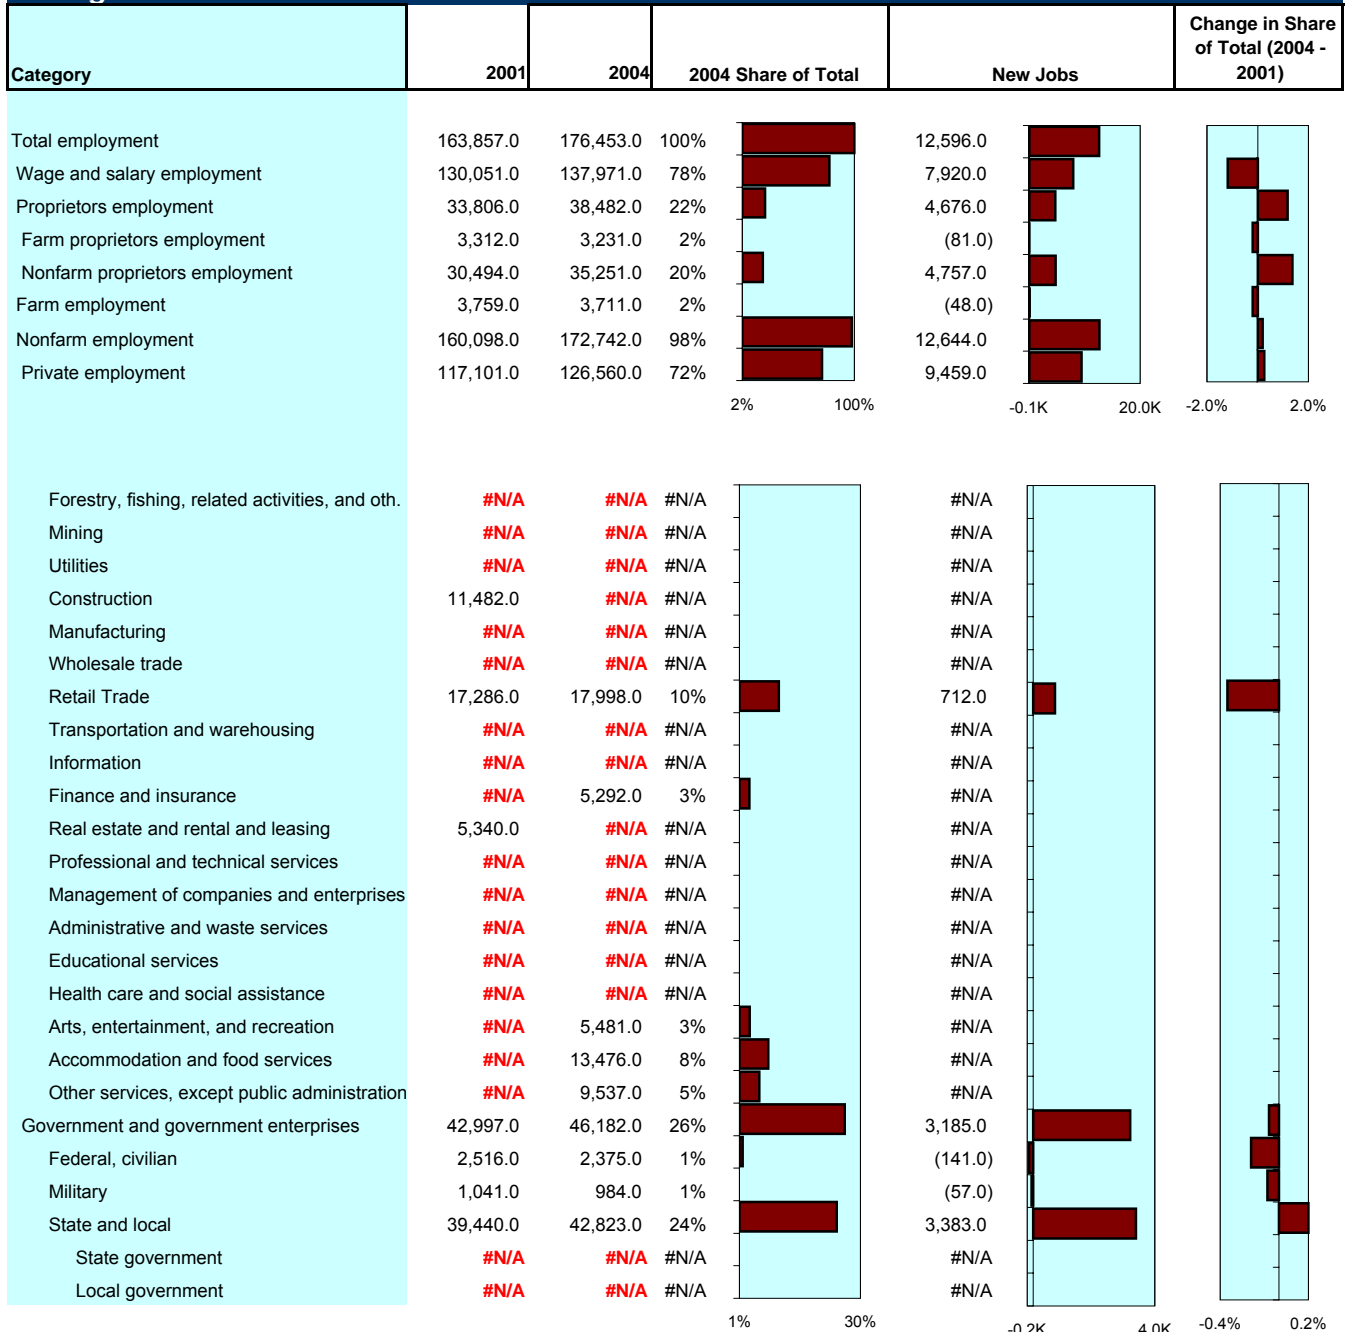 Category 2001 2004 2004 Share of Total New Jobs Change in Share of Total (2004 - 2001)
Total employment 163,857.0 176,453.0 100% 12,596.0
Wage and salary employment 130,051.0 137,971.0 78% 7,920.0
Proprietors employment 33,806.0 38,482.0 22% 4,676.0
Farm proprietors employment 3,312.0 3,231.0 2% (81.0)
Nonfarm proprietors employment 30,494.0 35,251.0 20% 4,757.0
Farm employment 3,759.0 3,711.0 2% (48.0)
Nonfarm employment 160,098.0 172,742.0 98% 12,644.0
Private employment 117,101.0 126,560.0 72% 9,459.0
2% 100% -0.1K 20.0K -2.0% 2.0%
Forestry, fishing, related activities, and oth. #N/A #N/A #N/A #N/A
Mining #N/A #N/A #N/A #N/A
Utilities #N/A #N/A #N/A #N/A
Construction 11,482.0 #N/A #N/A #N/A
Manufacturing #N/A #N/A #N/A #N/A
Wholesale trade #N/A #N/A #N/A #N/A
Retail Trade 17,286.0 17,998.0 10% 712.0
Transportation and warehousing #N/A #N/A #N/A #N/A
Information #N/A #N/A #N/A #N/A
Finance and insurance #N/A 5,292.0 3% #N/A
Real estate and rental and leasing 5,340.0 #N/A #N/A #N/A
Professional and technical services #N/A #N/A #N/A #N/A
Management of companies and enterprises #N/A #N/A #N/A #N/A
Administrative and waste services #N/A #N/A #N/A #N/A
Educational services #N/A #N/A #N/A #N/A
Health care and social assistance #N/A #N/A #N/A #N/A
Arts, entertainment, and recreation #N/A 5,481.0 3% #N/A
Accommodation and food services #N/A 13,476.0 8% #N/A
Other services, except public administration #N/A 9,537.0 5% #N/A
Government and government enterprises 42,997.0 46,182.0 26% 3,185.0
Federal, civilian 2,516.0 2,375.0 1% (141.0)
Military 1,041.0 984.0 1% (57.0)
State and local 39,440.0 42,823.0 24% 3,383.0
State government #N/A #N/A #N/A #N/A
Local government #N/A #N/A #N/A #N/A
1% 30% -0.2K 4.0K -0.4% 0.2%